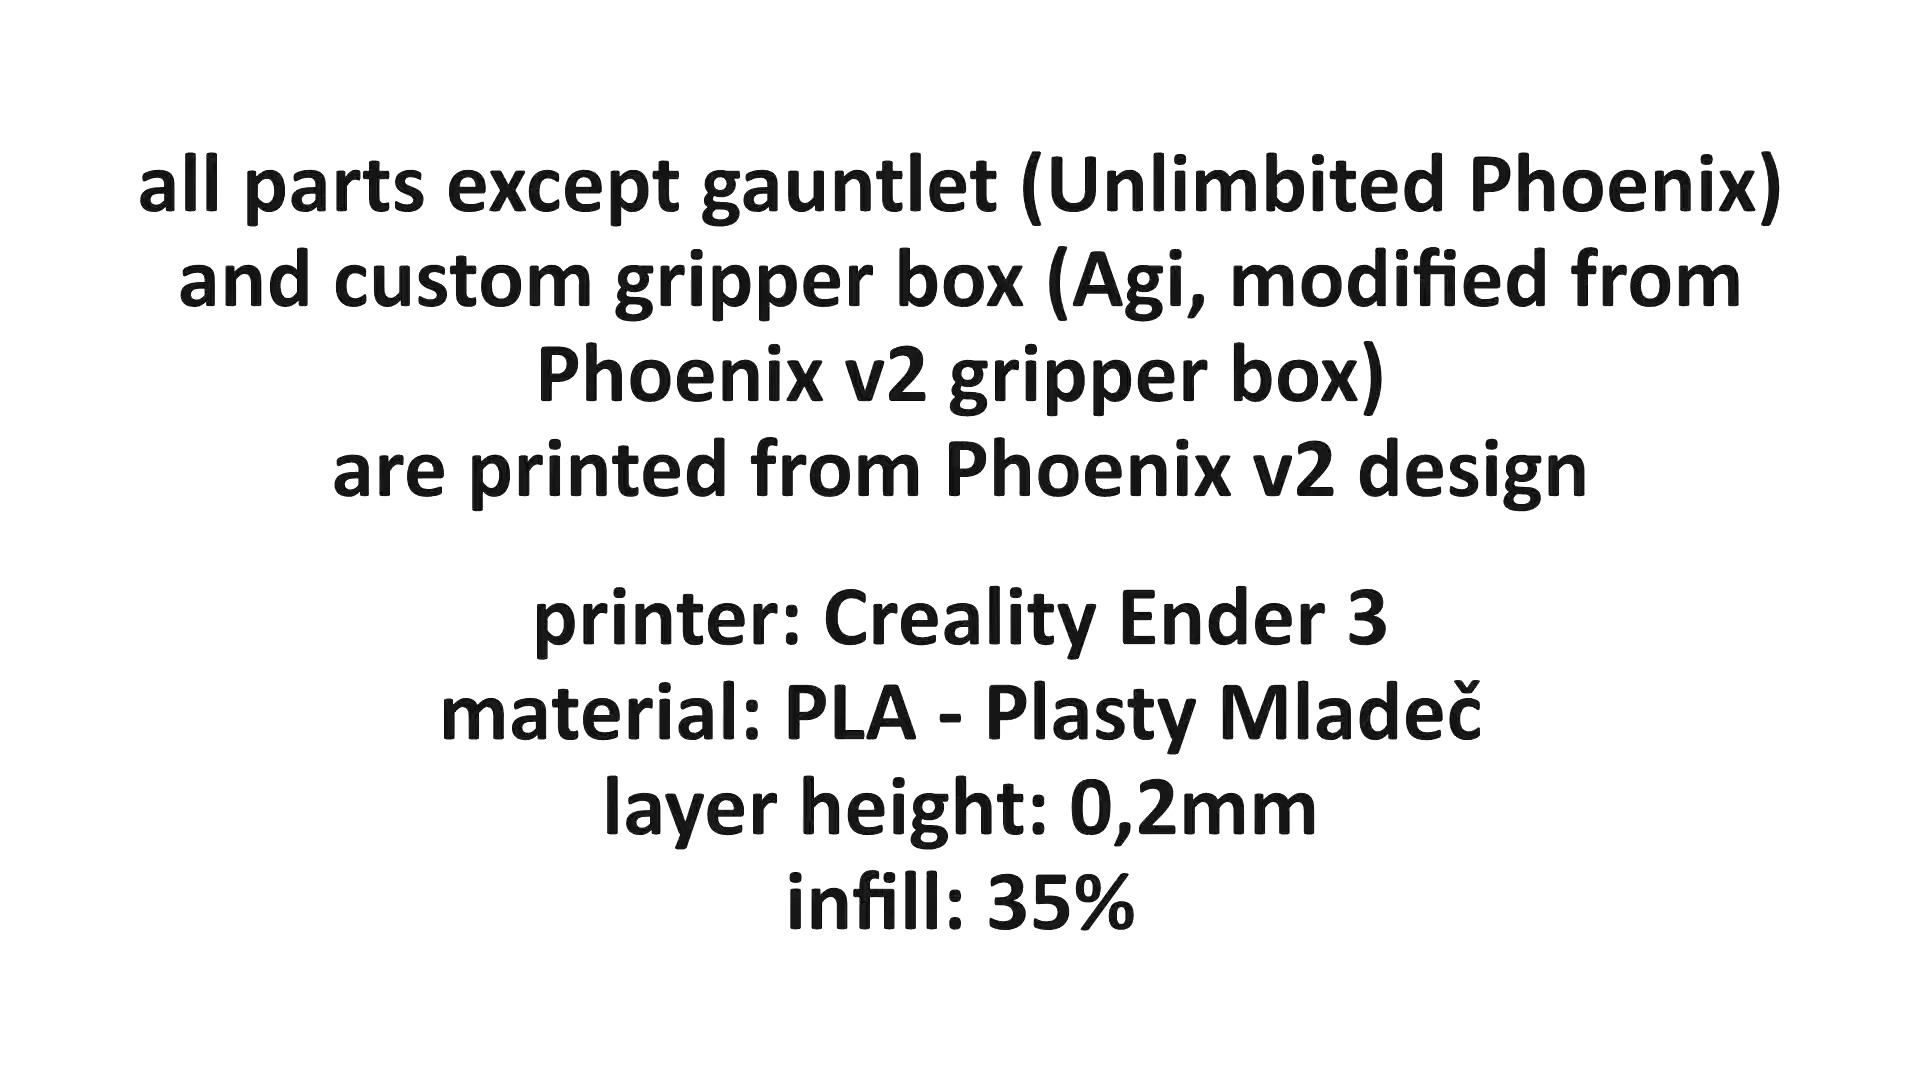 all parts except gauntlet (Unlimbited Phoenix)
and custom gripper box (Agi, modified from
Phoenix v2 gripper box)
are printed from Phoenix v2 design
printer: Creality Ender 3
material: PLA - Plasty Mladeč
layer height: 0,2mm
infill: 35%